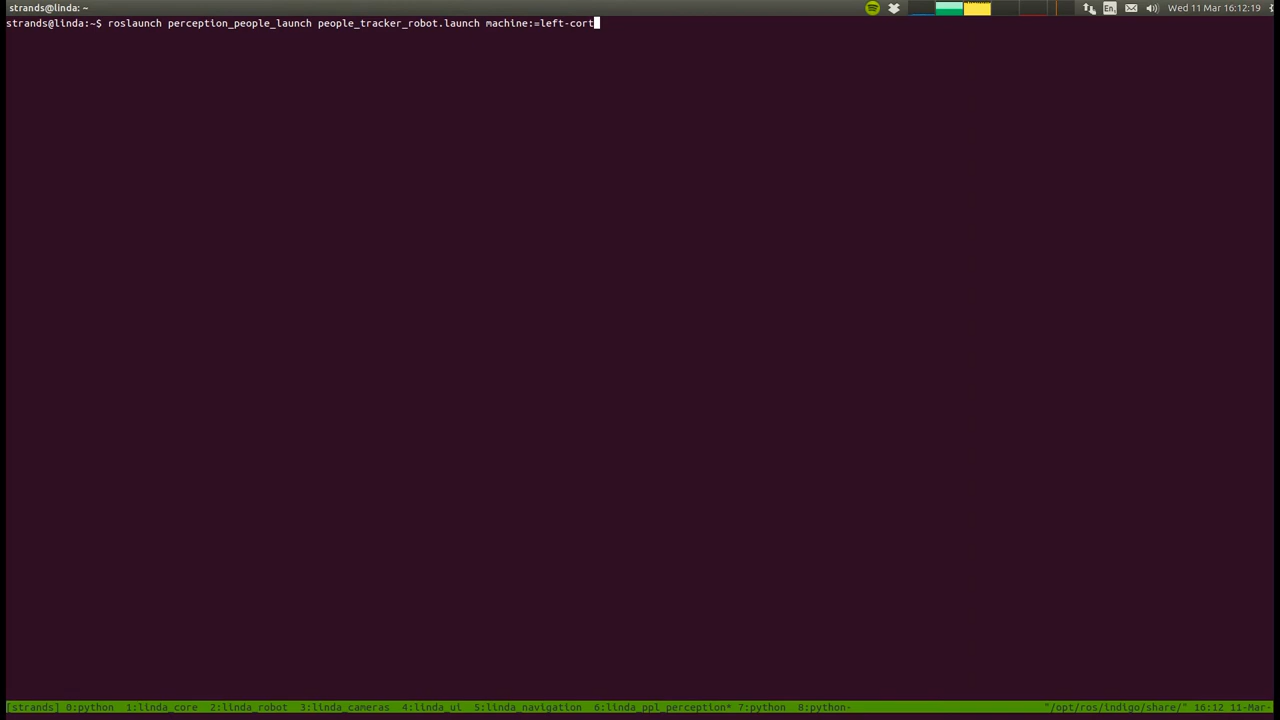 strands@linda: ~
En
Wed 11 Mar 16:12:19
strands@linda:~$ roslaunch perception_people_launch people_tracker_robot.launch machine:=left-cort
[strands] 0:python  1:linda_core  2:linda_robot  3:linda_cameras  4:linda_ui  5:linda_navigation  6:linda_ppl_perception* 7:python  8:python- "/opt/ros/indigo/share/" 16:12 11-Mar-